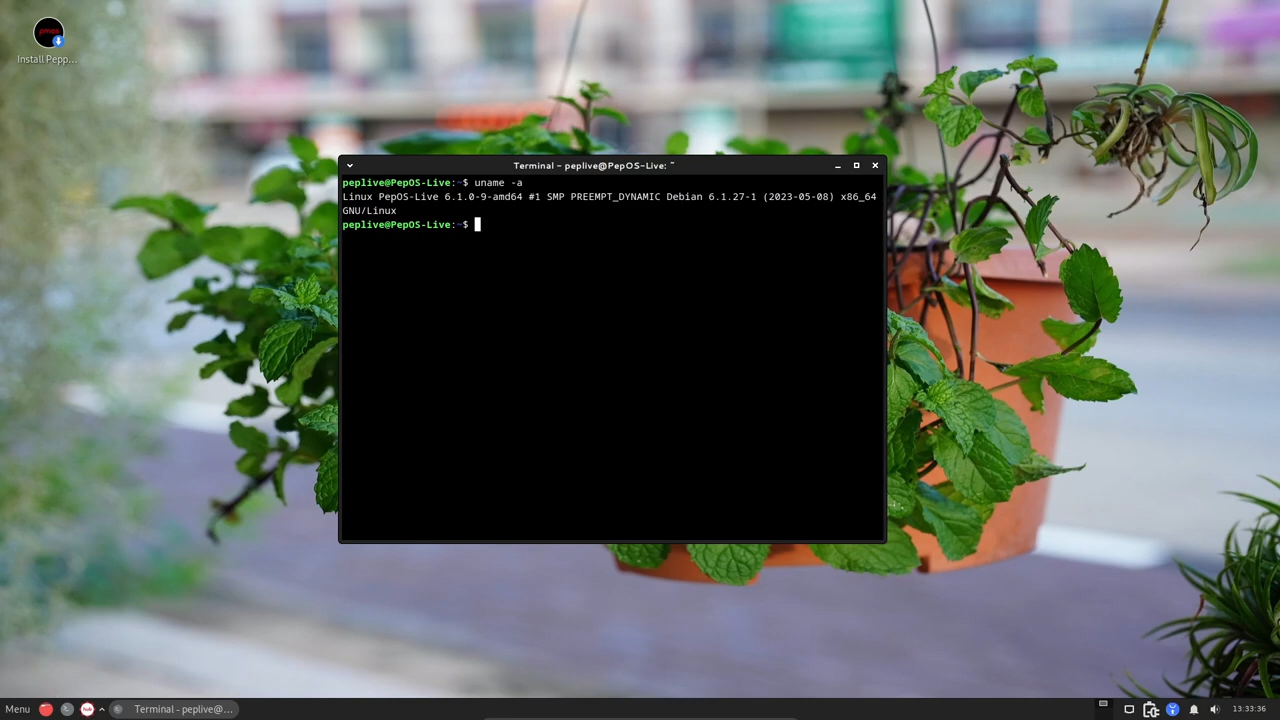 Install Pepp...
Terminal - peplive@PepOS-Live: ~
peplive@PepOS-Live:~$ uname -a
Linux PepOS-Live 6.1.0-9-amd64 #1 SMP PREEMPT_DYNAMIC Debian 6.1.27-1 (2023-05-08) x86_64
GNU/Linux
peplive@PepOS-Live:~$
Menu
Terminal - peplive@...
13:33:36